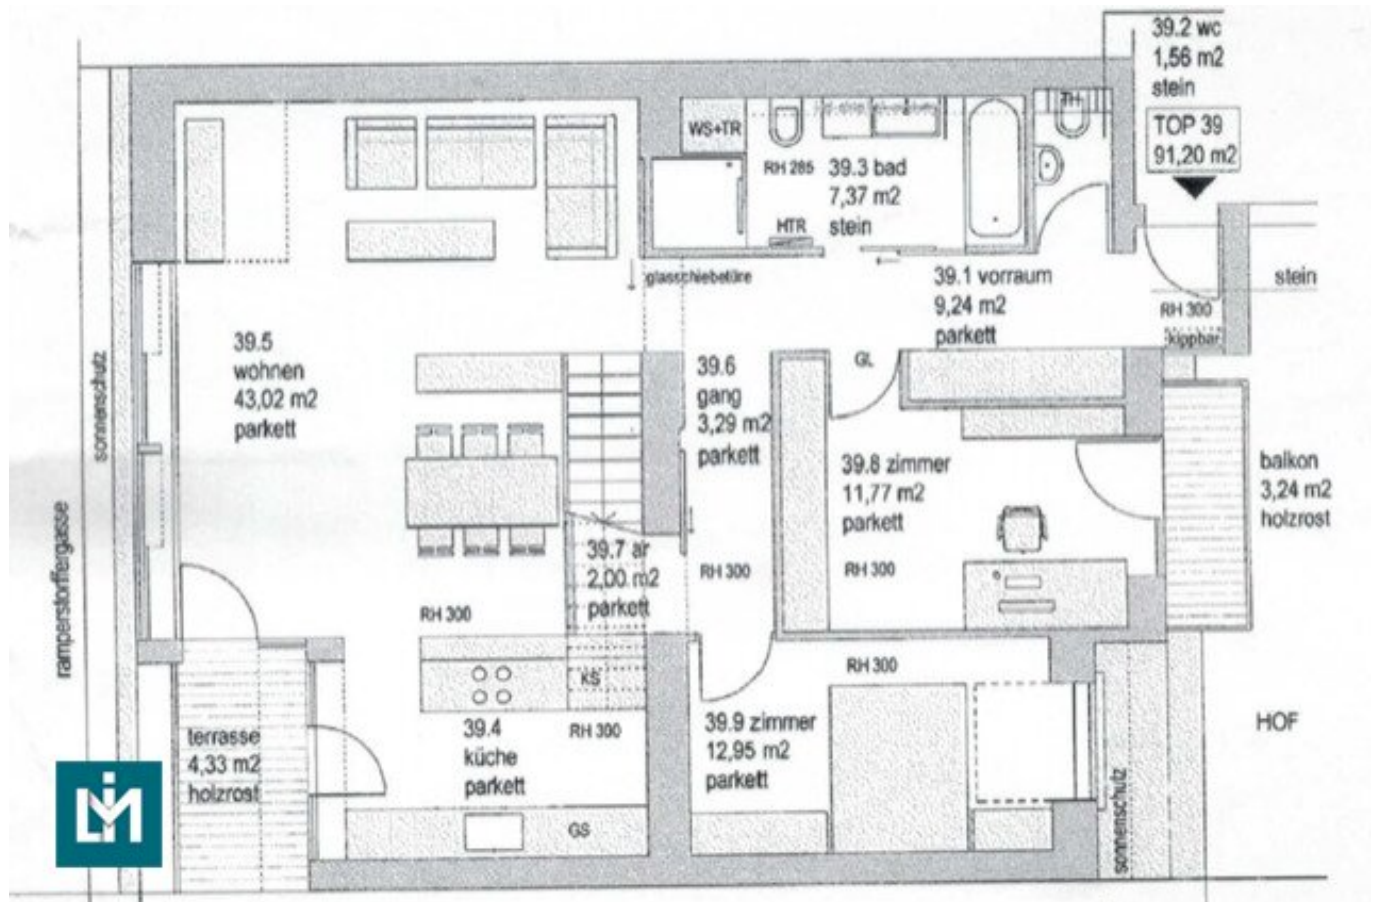 39.2 wc
1,56 m2
stein
TOP 39
91,20 m2
WS+TR
TH
RH 285
39.3 bad
7,37 m2
stein
HTR
glasschiebetüre
39.1 vorraum
9,24 m2
parkett
stein
RH 300
kippbar
sonnenschutz
39.5
wohnen
43,02 m2
parkett
39.6
gang
3,29 m2
parkett
GL
39.8 zimmer
11,77 m2
parkett
RH 300
balkon
3,24 m2
holzrost
ramperstoffergasse
39.7 ar
2,00 m2
parkett
RH 300
RH 300
RH 300
KS
terrasse
4,33 m2
holzrost
39.4
küche
parkett
RH 300
GS
39.9 zimmer
12,95 m2
parkett
sonnenschutz
HOF